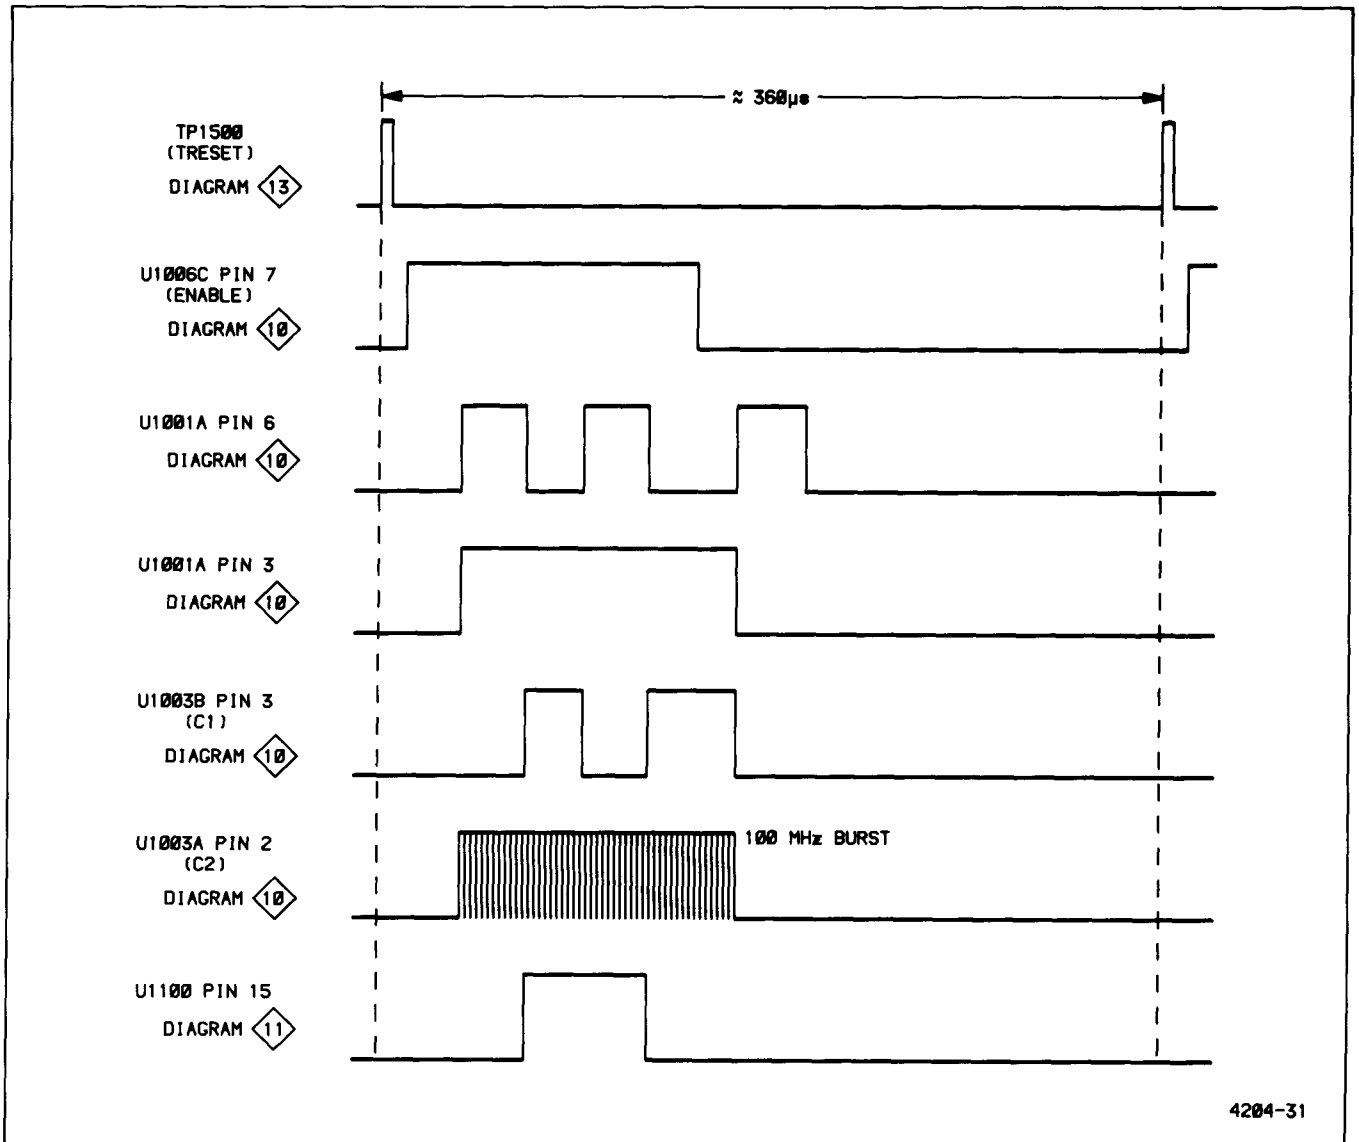 ≈ 360µs
TP1500
(TRESET)
DIAGRAM 13
U1006C PIN 7
(ENABLE)
DIAGRAM 10
U1001A PIN 6
DIAGRAM 10
U1001A PIN 3
DIAGRAM 10
U1003B PIN 3
(C1)
DIAGRAM 10
U1003A PIN 2
(C2)
DIAGRAM 10
100 MHz BURST
U1100 PIN 15
DIAGRAM 11
4204-31